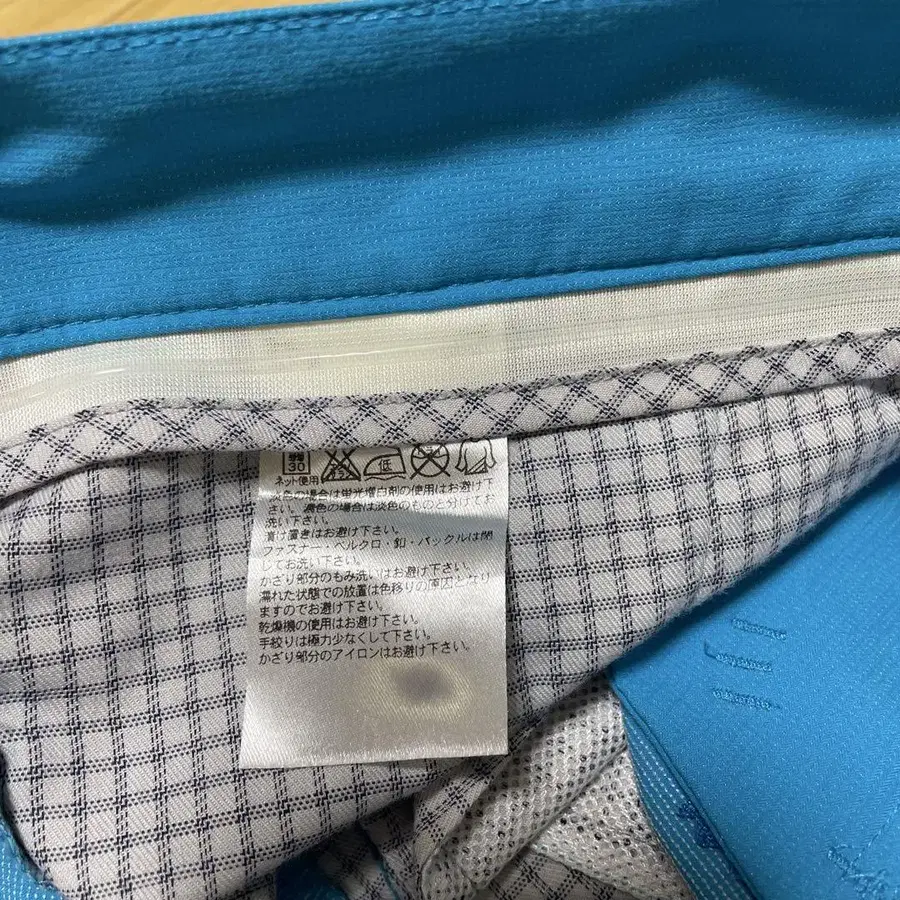 30
ネット使用 低
淡色の場合は蛍光増白剤の使用はお避け下
さい。濃色の場合は淡色のものと分けてお
洗い下さい。
漬け置きはお避け下さい。
ファスナー・ベルクロ・釦・バックルは閉
じてお洗い下さい。
かざり部分のもみ洗いはお避け下さい。
濡れた状態での放置は色移りの原因となり
ますのでお避け下さい。
乾燥機の使用はお避け下さい。
手絞りは極力少なくして下さい。
かざり部分のアイロンはお避け下さい。